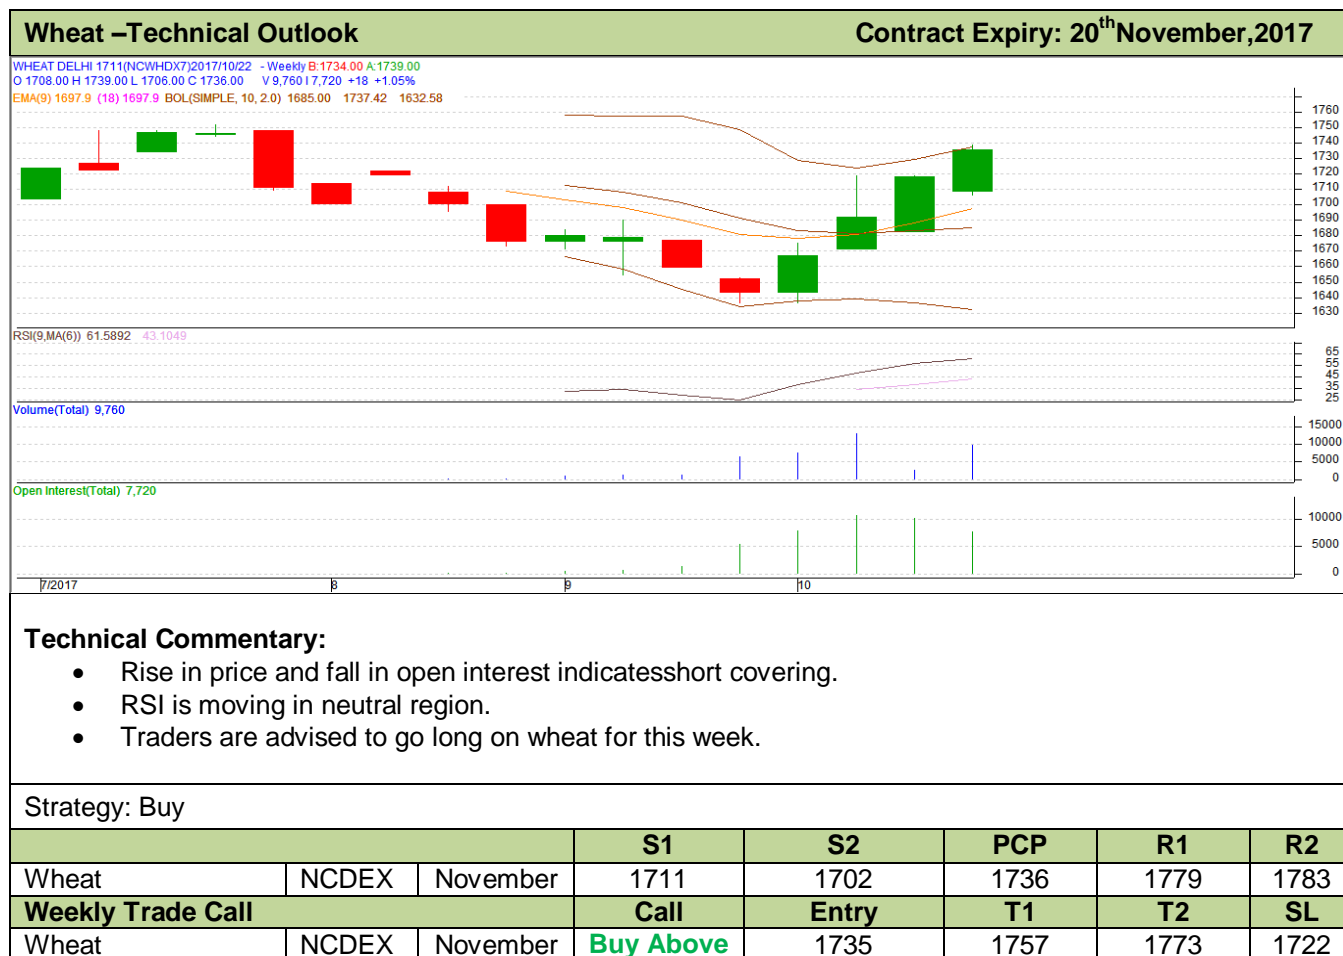 Wheat –Technical Outlook Contract Expiry: 20thNovember,2017
WHEAT DELHI 1711(NCWHDX7)2017/10/22 - Weekly B:1734.00 A:1739.00
O 1708.00 H 1739.00 L 1706.00 C 1736.00 V 9,760 I 7,720 +18 +1.05%
EMA(9) 1697.9 (18) 1697.9 BOL(SIMPLE, 10, 2.0) 1685.00 1737.42 1632.58
1760
1750
1740
1730
1720
1710
1700
1690
1680
1670
1660
1650
1640
1630
RSI(9,MA(6)) 61.5892 43.1049
65
55
45
35
25
Volume(Total) 9,760
15000
10000
5000
0
Open Interest(Total) 7,720
10000
5000
0
7/2017 8 9 10
Technical Commentary:
• Rise in price and fall in open interest indicatesshort covering.
• RSI is moving in neutral region.
• Traders are advised to go long on wheat for this week.
Strategy: Buy
S1 S2 PCP R1 R2
Wheat NCDEX November 1711 1702 1736 1779 1783
Weekly Trade Call Call Entry T1 T2 SL
Wheat NCDEX November Buy Above 1735 1757 1773 1722